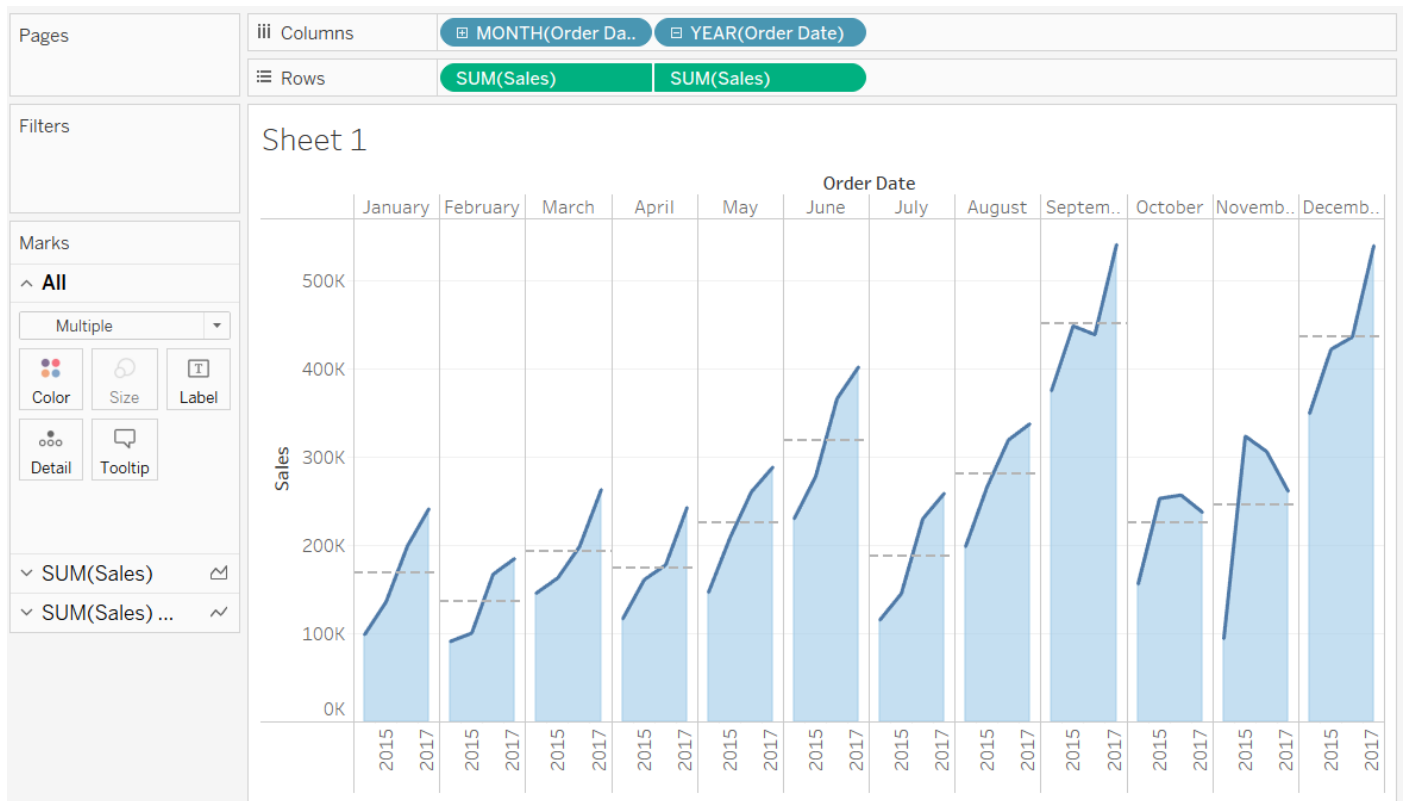 Pages
Columns
MONTH(Order Da..
YEAR(Order Date)
Rows
SUM(Sales)
SUM(Sales)
Filters
Marks
All
Multiple
Color
Size
T
Label
Detail
Tooltip
SUM(Sales)
SUM(Sales) ...
Sheet 1
Order Date
January February March April May June July August Septem.. October Novemb.. Decemb..
Sales
500K
400K
300K
200K
100K
0K
2015 2017 2015 2017 2015 2017 2015 2017 2015 2017 2015 2017 2015 2017 2015 2017 2015 2017 2015 2017 2015 2017 2015 2017